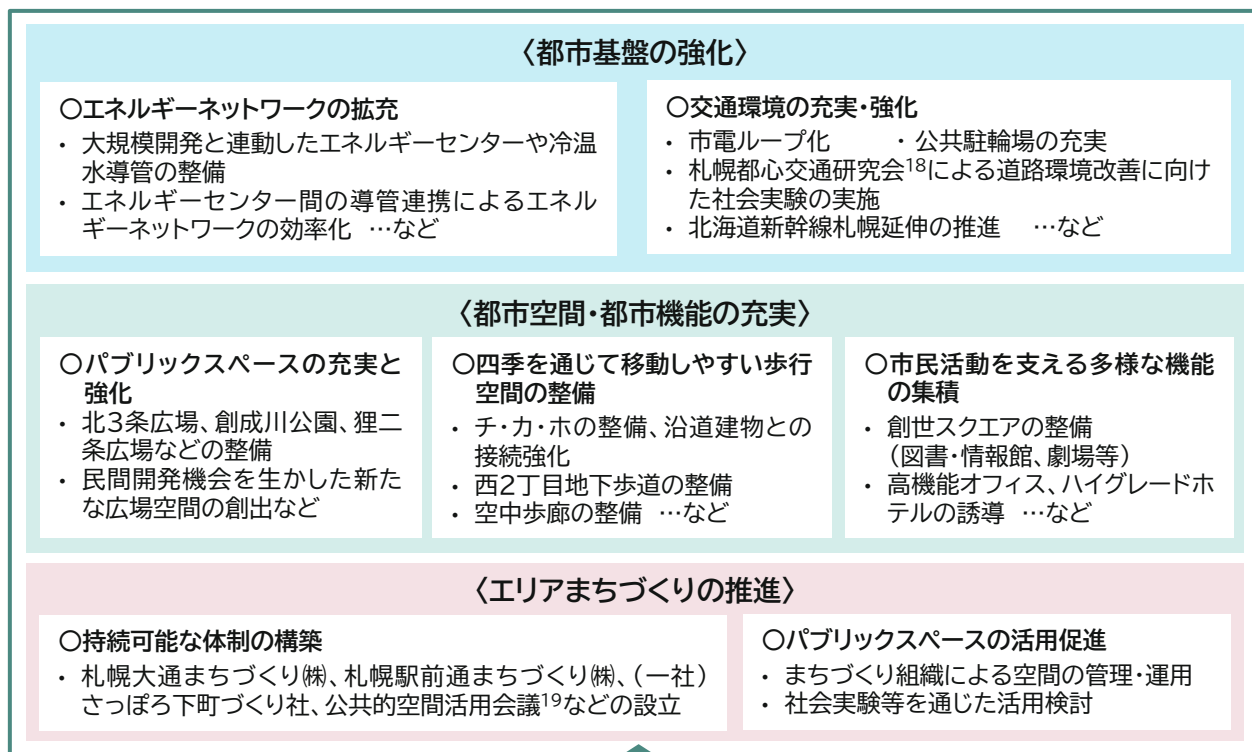 〈都市基盤の強化〉
〇エネルギーネットワークの拡充
・ 大規模開発と連動したエネルギーセンターや冷温
水導管の整備
・ エネルギーセンター間の導管連携によるエネル
ギーネットワークの効率化 …など
〇交通環境の充実・強化
・ 市電ループ化 ・ 公共駐輪場の充実
・ 札幌都心交通研究会18による道路環境改善に向け
た社会実験の実施
・ 北海道新幹線札幌延伸の推進 …など
〈都市空間・都市機能の充実〉
〇パブリックスペースの充実と
強化
・ 北3条広場、創成川公園、狸二
条広場などの整備
・ 民間開発機会を生かした新た
な広場空間の創出など
〇四季を通じて移動しやすい歩行
空間の整備
・ チ・カ・ホの整備、沿道建物との
接続強化
・ 西2丁目地下歩道の整備
・ 空中歩廊の整備 …など
〇市民活動を支える多様な機能
の集積
・ 創世スクエアの整備
（図書・情報館、劇場等）
・ 高機能オフィス、ハイグレードホ
テルの誘導 …など
〈エリアまちづくりの推進〉
〇持続可能な体制の構築
・ 札幌大通まちづくり㈱、札幌駅前通まちづくり㈱、（一社）
さっぽろ下町づくり社、公共的空間活用会議19などの設立
〇パブリックスペースの活用促進
・ まちづくり組織による空間の管理・運用
・ 社会実験等を通じた活用検討